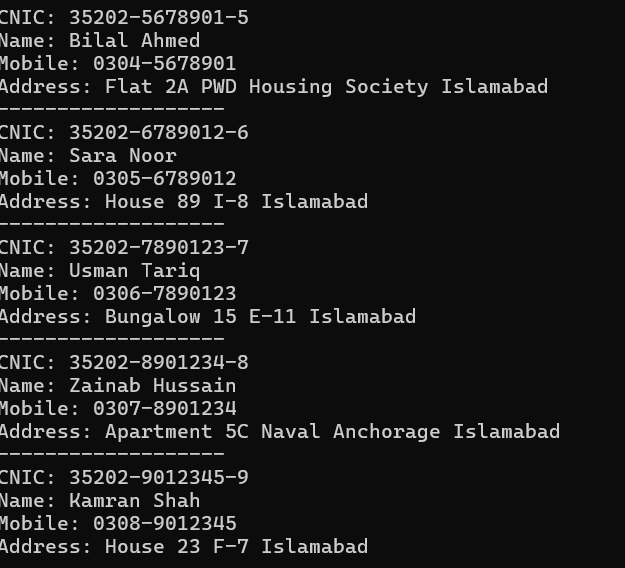 CNIC: 35202-5678901-5
Name: Bilal Ahmed
Mobile: 0304-5678901
Address: Flat 2A PWD Housing Society Islamabad
-------------------
CNIC: 35202-6789012-6
Name: Sara Noor
Mobile: 0305-6789012
Address: House 89 I-8 Islamabad
-------------------
CNIC: 35202-7890123-7
Name: Usman Tariq
Mobile: 0306-7890123
Address: Bungalow 15 E-11 Islamabad
-------------------
CNIC: 35202-8901234-8
Name: Zainab Hussain
Mobile: 0307-8901234
Address: Apartment 5C Naval Anchorage Islamabad
-------------------
CNIC: 35202-9012345-9
Name: Kamran Shah
Mobile: 0308-9012345
Address: House 23 F-7 Islamabad